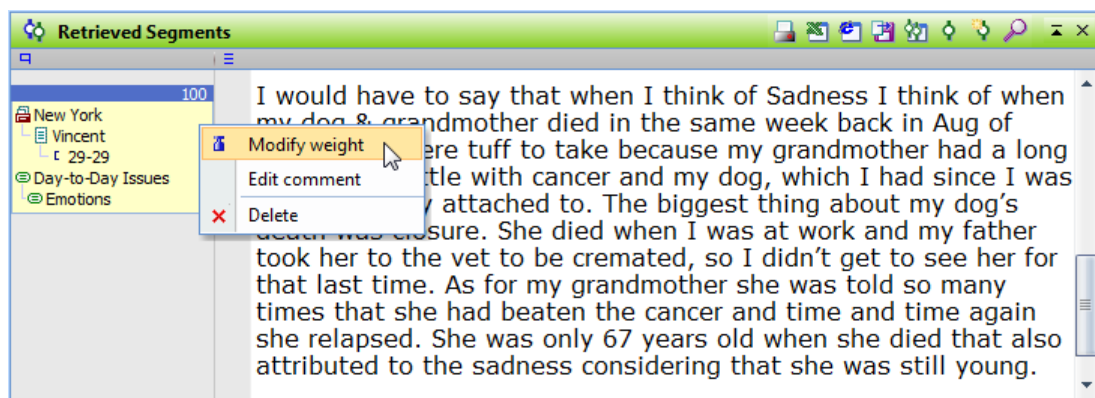 Retrieved Segments
100
New York
Vincent
29-29
Day-to-Day Issues
Emotions
Modify weight
Edit comment
Delete
I would have to say that when I think of Sadness I think of when
my dog & grandmother died in the same week back in Aug of
ere tuff to take because my grandmother had a long
ttle with cancer and my dog, which I had since I was
y attached to. The biggest thing about my dog's
death was closure. She died when I was at work and my father
took her to the vet to be cremated, so I didn't get to see her for
that last time. As for my grandmother she was told so many
times that she had beaten the cancer and time and time again
she relapsed. She was only 67 years old when she died that also
attributed to the sadness considering that she was still young.